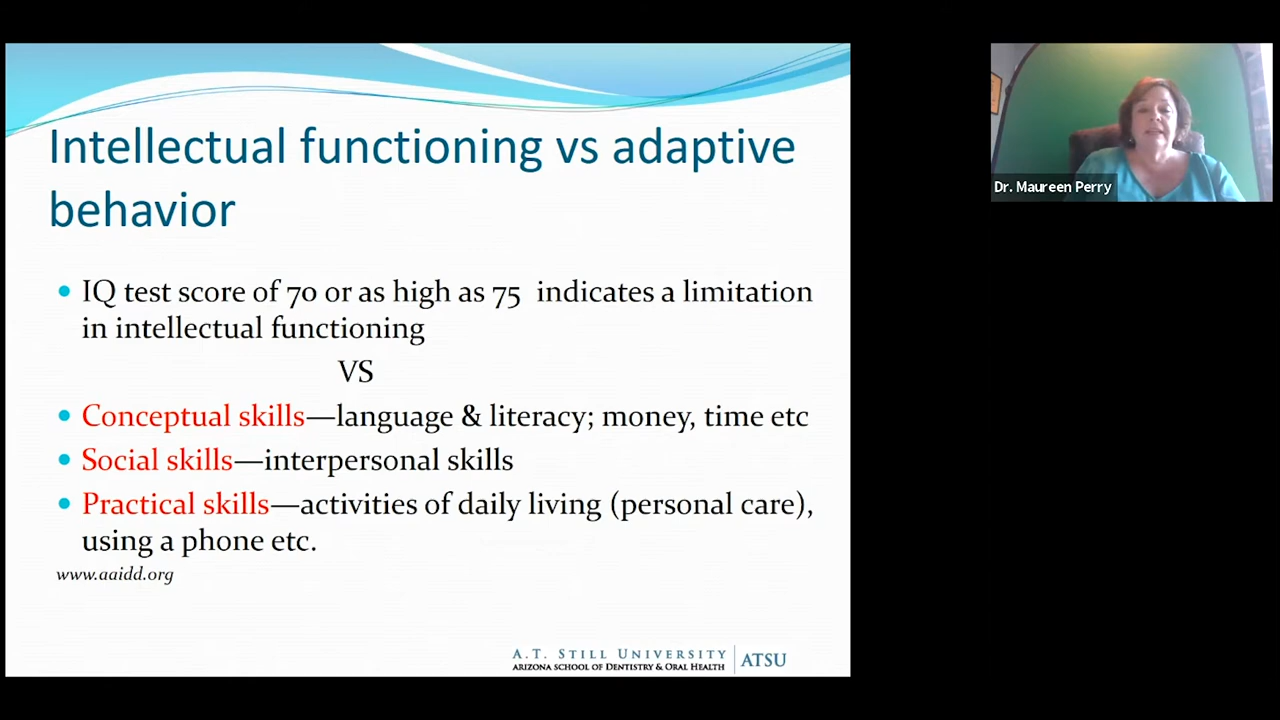 Intellectual functioning vs adaptive
behavior
• IQ test score of 70 or as high as 75 indicates a limitation
in intellectual functioning
VS
• Conceptual skills—language & literacy; money, time etc
• Social skills—interpersonal skills
• Practical skills—activities of daily living (personal care),
using a phone etc.
www.aaidd.org
A.T. STILL UNIVERSITY
ARIZONA SCHOOL OF DENTISTRY & ORAL HEALTH
ATSU
Dr. Maureen Perry